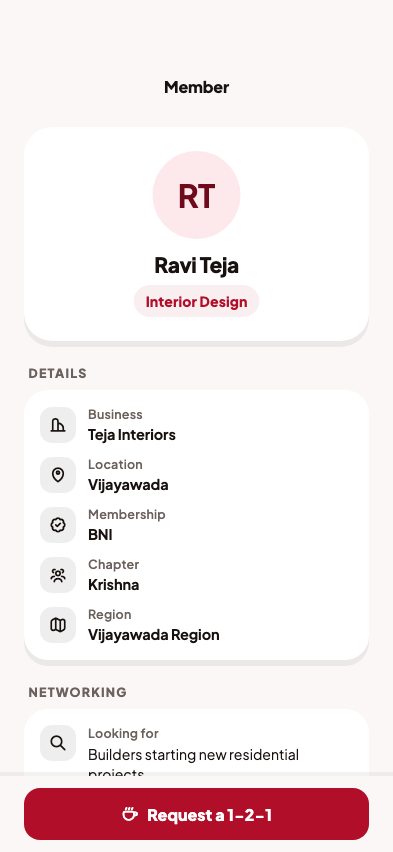 Member
RT
Ravi Teja
Interior Design
DETAILS
Business
Teja Interiors
Location
Vijayawada
Membership
BNI
Chapter
Krishna
Region
Vijayawada Region
NETWORKING
Looking for
Builders starting new residential
projects
Request a 1-2-1